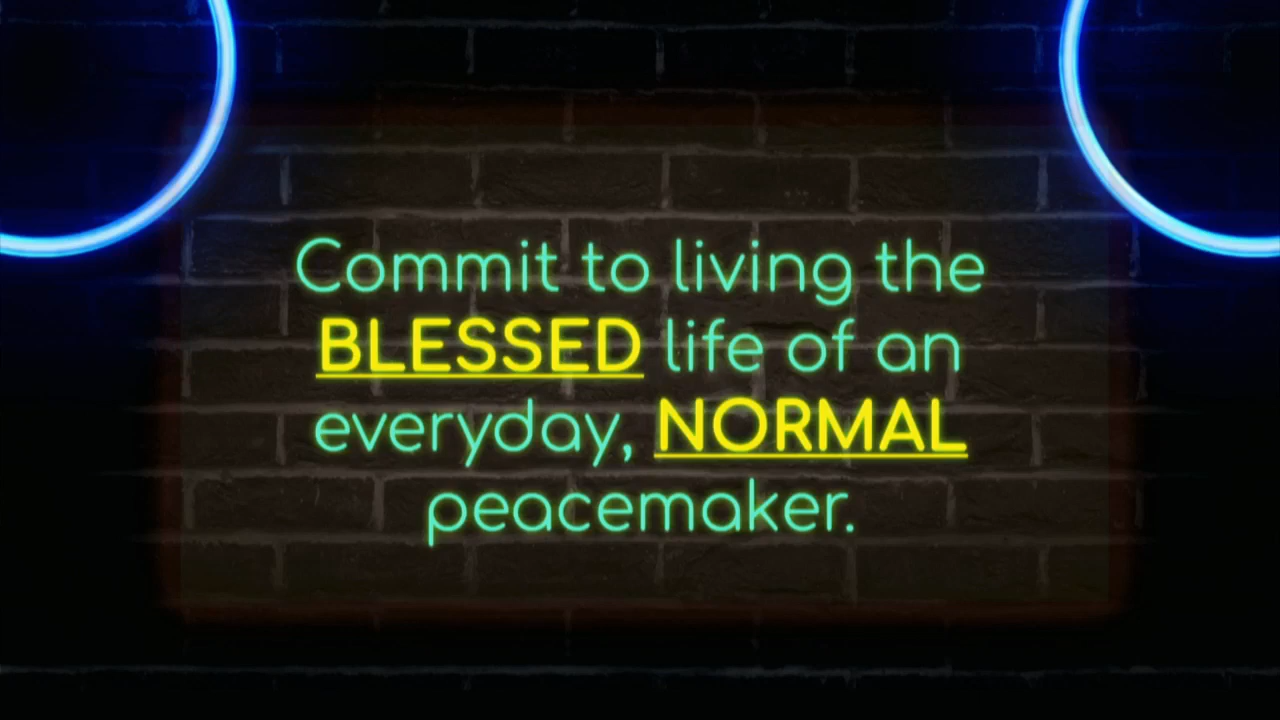 Commit to living the
BLESSED life of an
everyday, NORMAL
peacemaker.